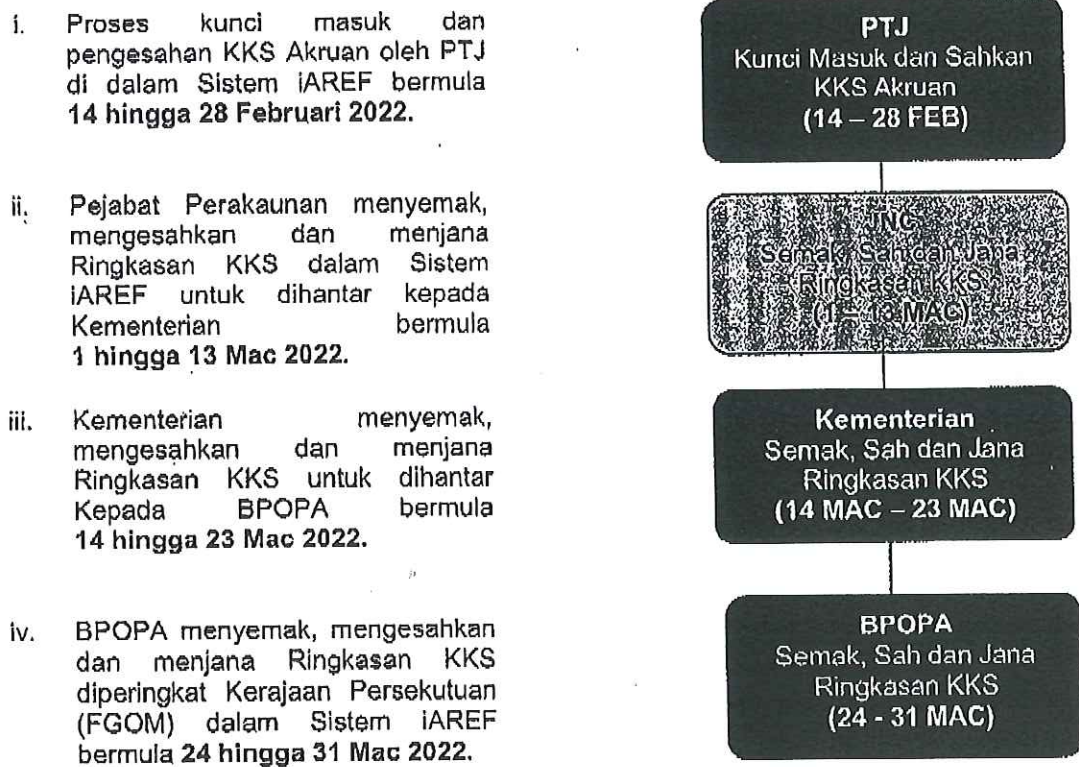 i. Proses kunci masuk dan
pengesahan KKS Akruan oleh PTJ
di dalam Sistem iAREF bermula
14 hingga 28 Februari 2022.
ii. Pejabat Perakaunan menyemak,
mengesahkan dan menjana
Ringkasan KKS dalam Sistem
iAREF untuk dihantar kepada
Kementerian bermula
1 hingga 13 Mac 2022.
iii. Kementerian menyemak,
mengesahkan dan menjana
Ringkasan KKS untuk dihantar
Kepada BPOPA bermula
14 hingga 23 Mac 2022.
iv. BPOPA menyemak, mengesahkan
dan menjana Ringkasan KKS
diperingkat Kerajaan Persekutuan
(FGOM) dalam Sistem iAREF
bermula 24 hingga 31 Mac 2022.
PTJ
Kunci Masuk dan Sahkan
KKS Akruan
(14 – 28 FEB)
JNC
Semak, Sah dan Jana
Ringkasan KKS
(1 – 13 MAC)
Kementerian
Semak, Sah dan Jana
Ringkasan KKS
(14 MAC – 23 MAC)
BPOPA
Semak, Sah dan Jana
Ringkasan KKS
(24 - 31 MAC)